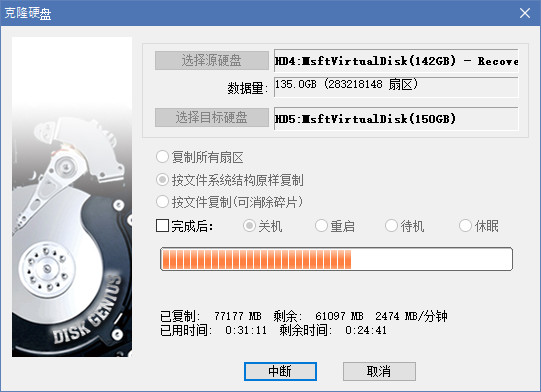 克隆硬盘
选择源硬盘 HD4:MsftVirtualDisk(142GB) - Recove
数据量: 135.0GB (283218148 扇区)
选择目标硬盘 HD5:MsftVirtualDisk(150GB)
复制所有扇区
按文件系统结构原样复制
按文件复制(可消除碎片)
完成后: 关机 重启 待机 休眠
已复制: 77177 MB 剩余: 61097 MB 2474 MB/分钟
已用时间: 0:31:11 剩余时间: 0:24:41
DISK GENIUS
中断 取消